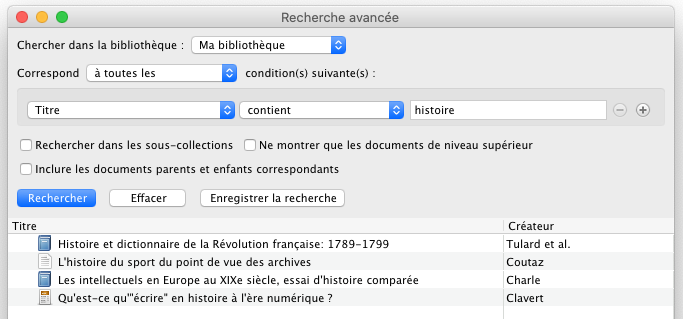 Recherche avancée
Chercher dans la bibliothèque : Ma bibliothèque
Correspond à toutes les condition(s) suivante(s) :
Titre contient histoire
Rechercher dans les sous-collections Ne montrer que les documents de niveau supérieur
Inclure les documents parents et enfants correspondants
Rechercher Effacer Enregistrer la recherche
Titre Créateur
Histoire et dictionnaire de la Révolution française: 1789-1799 Tulard et al.
L'histoire du sport du point de vue des archives Coutaz
Les intellectuels en Europe au XIXe siècle, essai d'histoire comparée Charle
Qu'est-ce qu'"écrire" en histoire à l'ère numérique ? Clavert